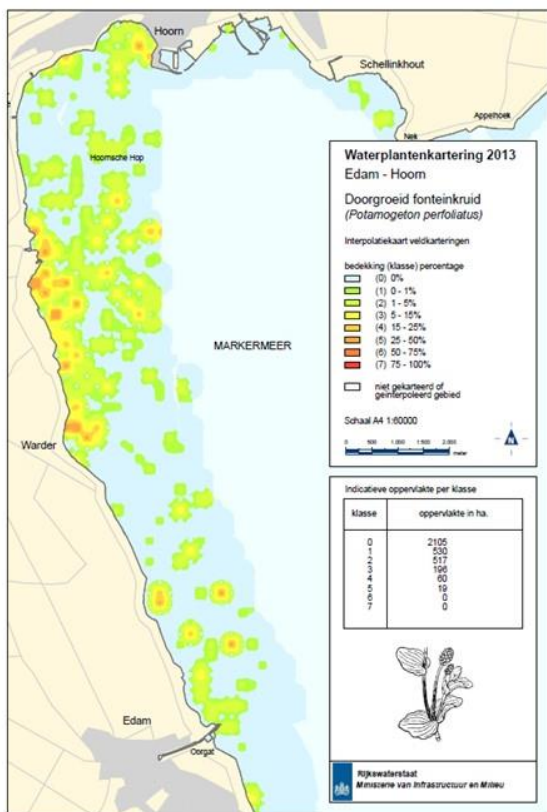 Hoorn
Schellinkhout
Appelhoek
Nek
Hoornsche Hop
MARKERMEER
Warder
Edam
Oorgat
Waterplantenkartering 2013
Edam - Hoorn
Doorgroeid fonteinkruid
(Potamogeton perfoliatus)
Interpolatiekaart veldkarteringen
bedekking (klasse) percentage
(0) 0%
(1) 0 - 1%
(2) 1 - 5%
(3) 5 - 15%
(4) 15 - 25%
(5) 25 - 50%
(6) 50 - 75%
(7) 75 - 100%
niet gekarteerd of
geinterpoleerd gebied
Schaal A4 1:60000
0 500 1.000 1.500 2.000
meter
N
Indicatieve oppervlakte per klasse
klasse oppervlakte in ha.
0 2105
1 530
2 517
3 196
4 60
5 19
6 0
7 0
Rijkswaterstaat
Ministerie van Infrastructuur en Milieu